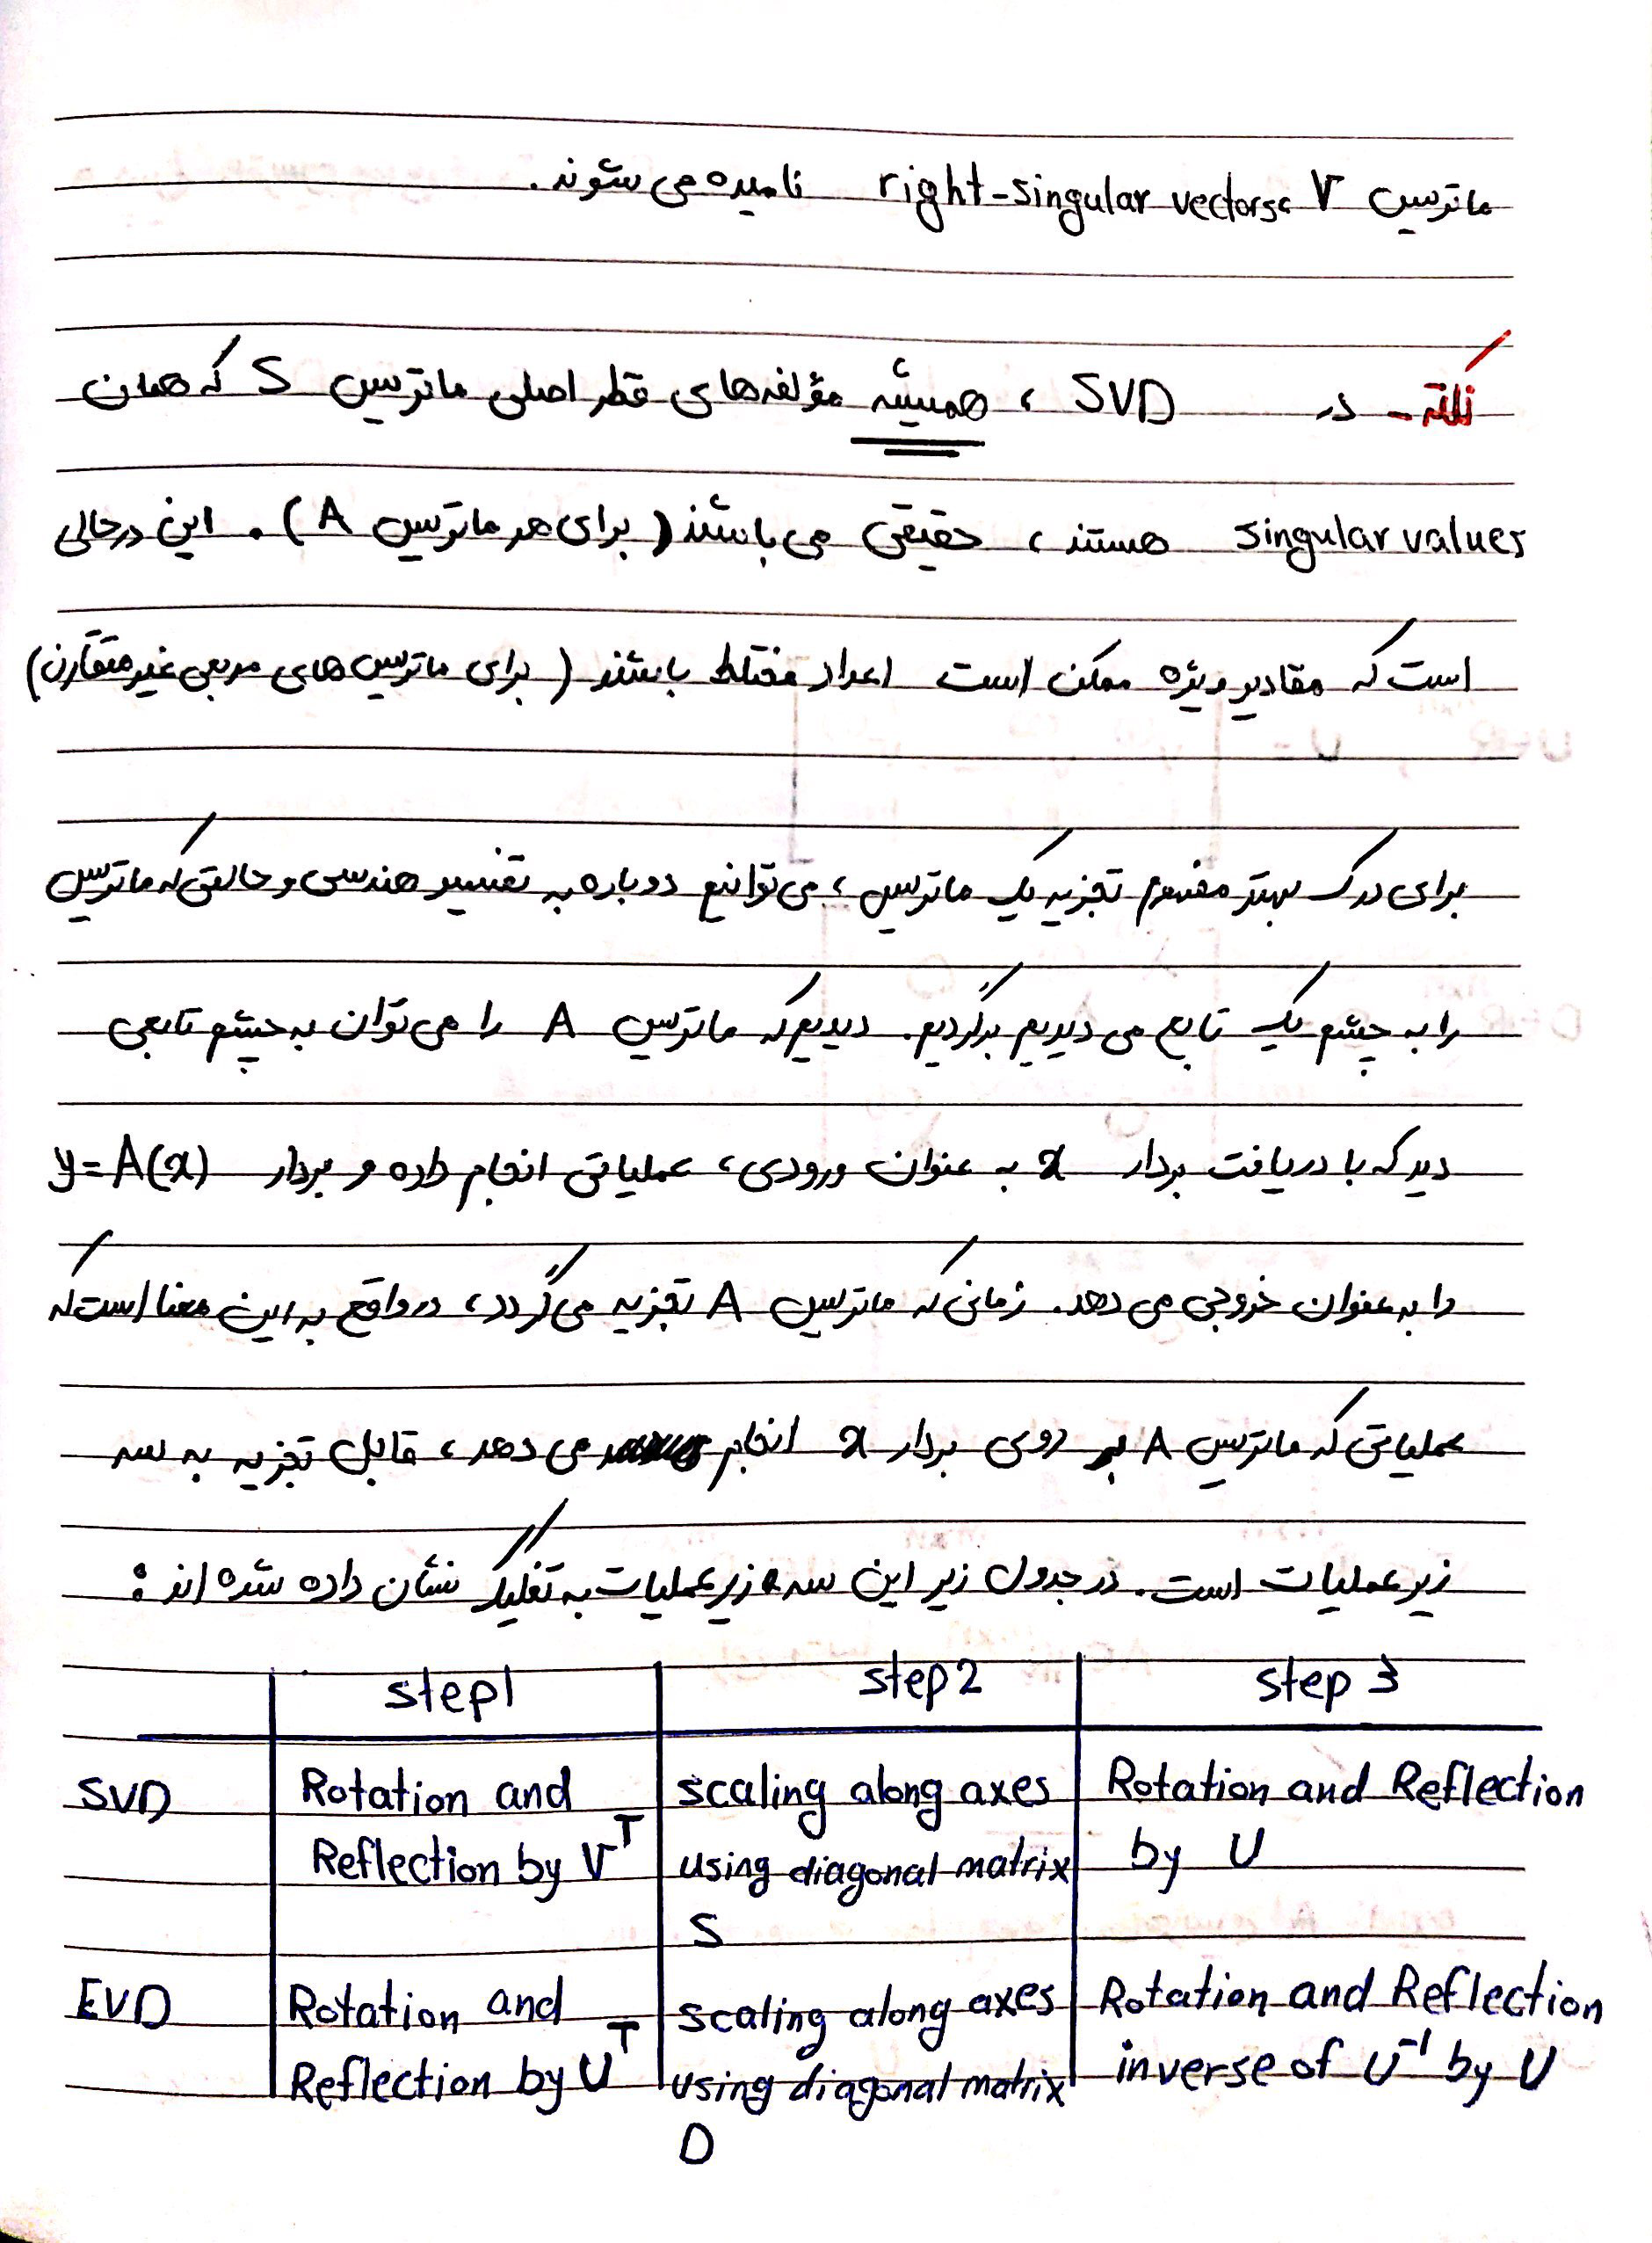 ماتریس V، right-singular vectors نامیده می شوند.
نکته - در SVD، همیشه مؤلفه‌های قطر اصلی ماتریس S که همان
singular values هستند، حقیقی می باشند (برای هر ماتریس A). این درحالی
است که مقادیر ویژه ممکن است اعداد مختلط باشند (برای ماتریس های مربعی غیر متقارن)
برای درک بهتر مفهوم تجزیه یک ماتریس، می توانیم دوباره به تفسیر هندسی و حالتی که ماتریس
را به چشم یک تابع می دیدیم برگردیم. دیدیم که ماتریس A را می توان به چشم تابعی
دید که با دریافت بردار x به عنوان ورودی، عملیاتی انجام داده و بردار y=A(x)
را به عنوان خروجی می دهد. زمانی که ماتریس A تجزیه می گردد، در واقع به این معنا است که
عملیاتی که ماتریس A بر روی بردار x انجام می دهد، قابل تجزیه به سه
زیر عملیات است. در جدول زیر این سه زیر عملیات به تفکیک نشان داده شده اند:
step1 step2 step 3
SVD Rotation and scaling along axes Rotation and Reflection
Reflection by V^T using diagonal matrix by U
S
EVD Rotation and scaling along axes Rotation and Reflection
Reflection by U^T using diagonal matrix inverse of U^-1 by U
D